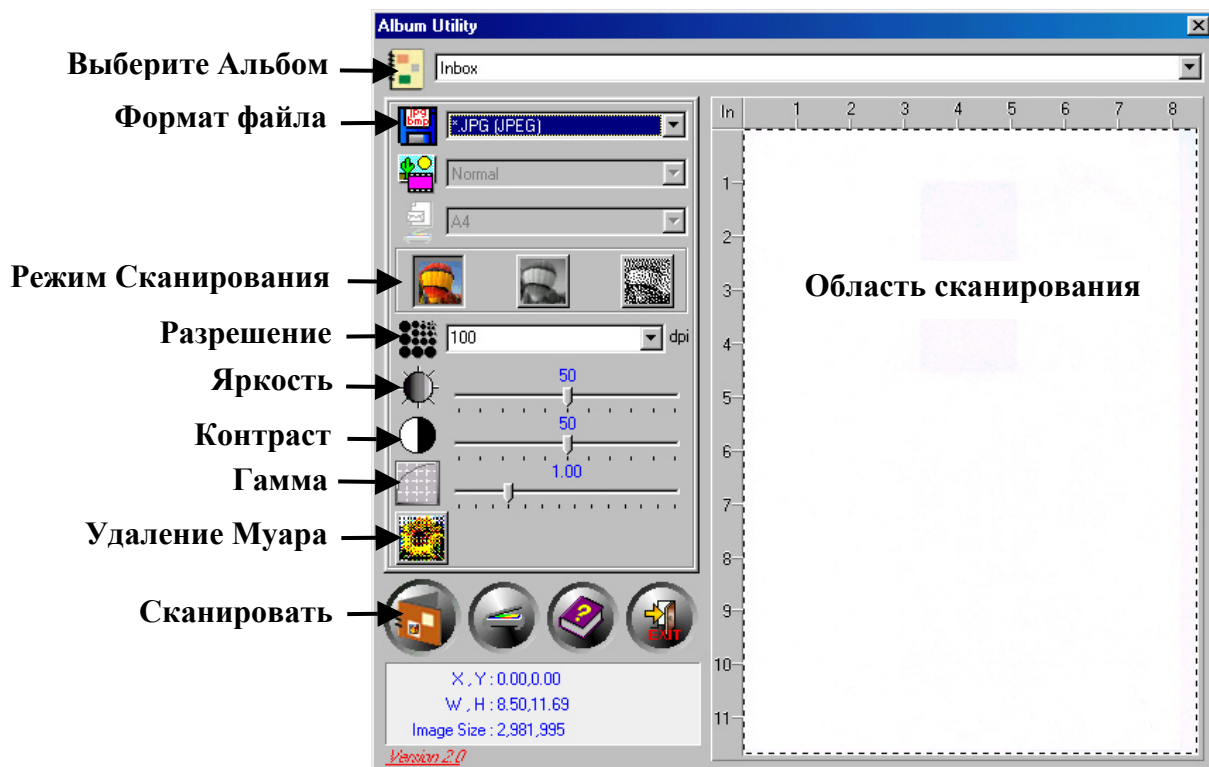 Album Utility
Выберите Альбом
Inbox
Формат файла
JPG
bmp
*.JPG (JPEG)
Normal
A4
Режим Сканирования
Разрешение
100
dpi
Яркость
50
Контраст
50
Гамма
1.00
Удаление Муара
Сканировать
EXIT
X , Y : 0.00,0.00
W , H : 8.50,11.69
Image Size : 2,981,995
Version 2.0
In 1 2 3 4 5 6 7 8
1
2
3
Область сканирования
4
5
6
7
8
9
10
11